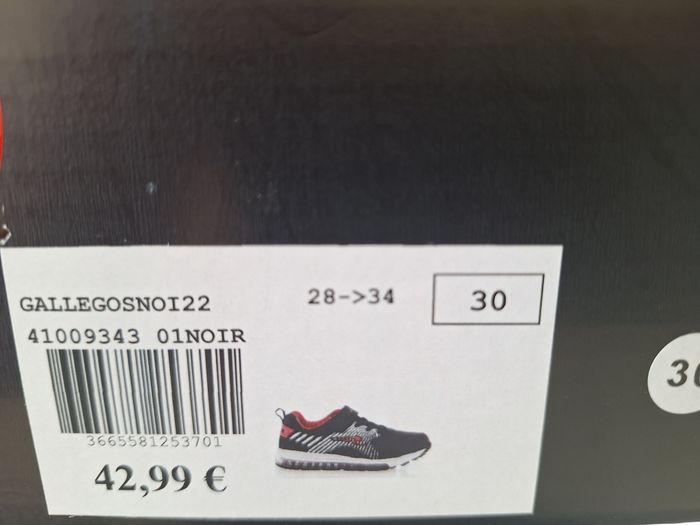 GALLEGOSNOI22
28->34
30
41009343 01NOIR
3665581253701
42,99 €